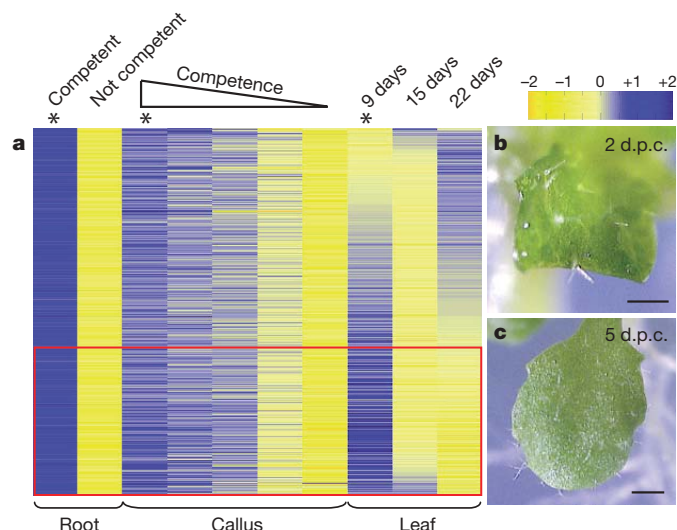 * Competent
Not competent
Competence
*
* 9 days
15 days
22 days
−2 −1 0 +1 +2
a
b
2 d.p.c.
c
5 d.p.c.
Root
Callus
Leaf